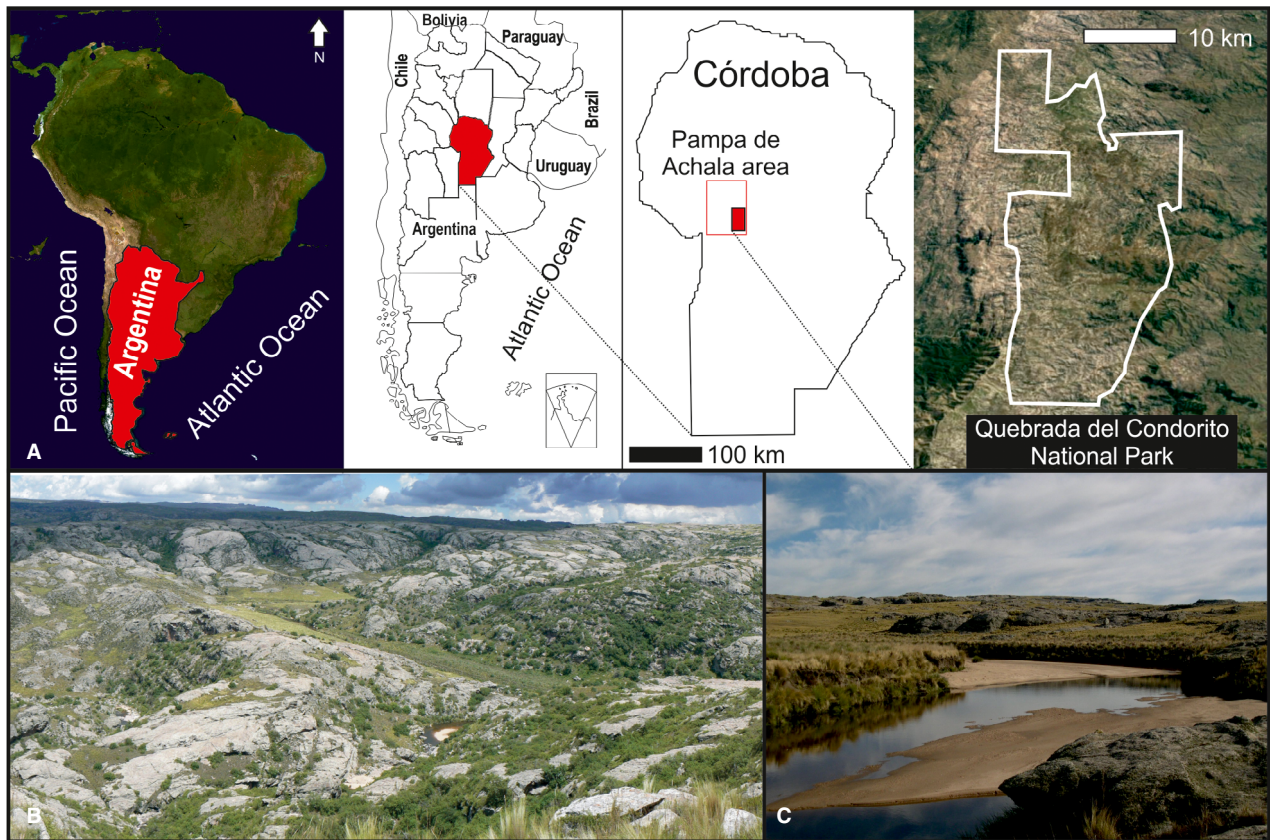 N
Pacific Ocean
Argentina
Atlantic Ocean
A
Bolivia
Paraguay
Chile
Brazil
Uruguay
Argentina
Atlantic Ocean
Córdoba
Pampa de
Achala area
100 km
10 km
Quebrada del Condorito
National Park
B
C